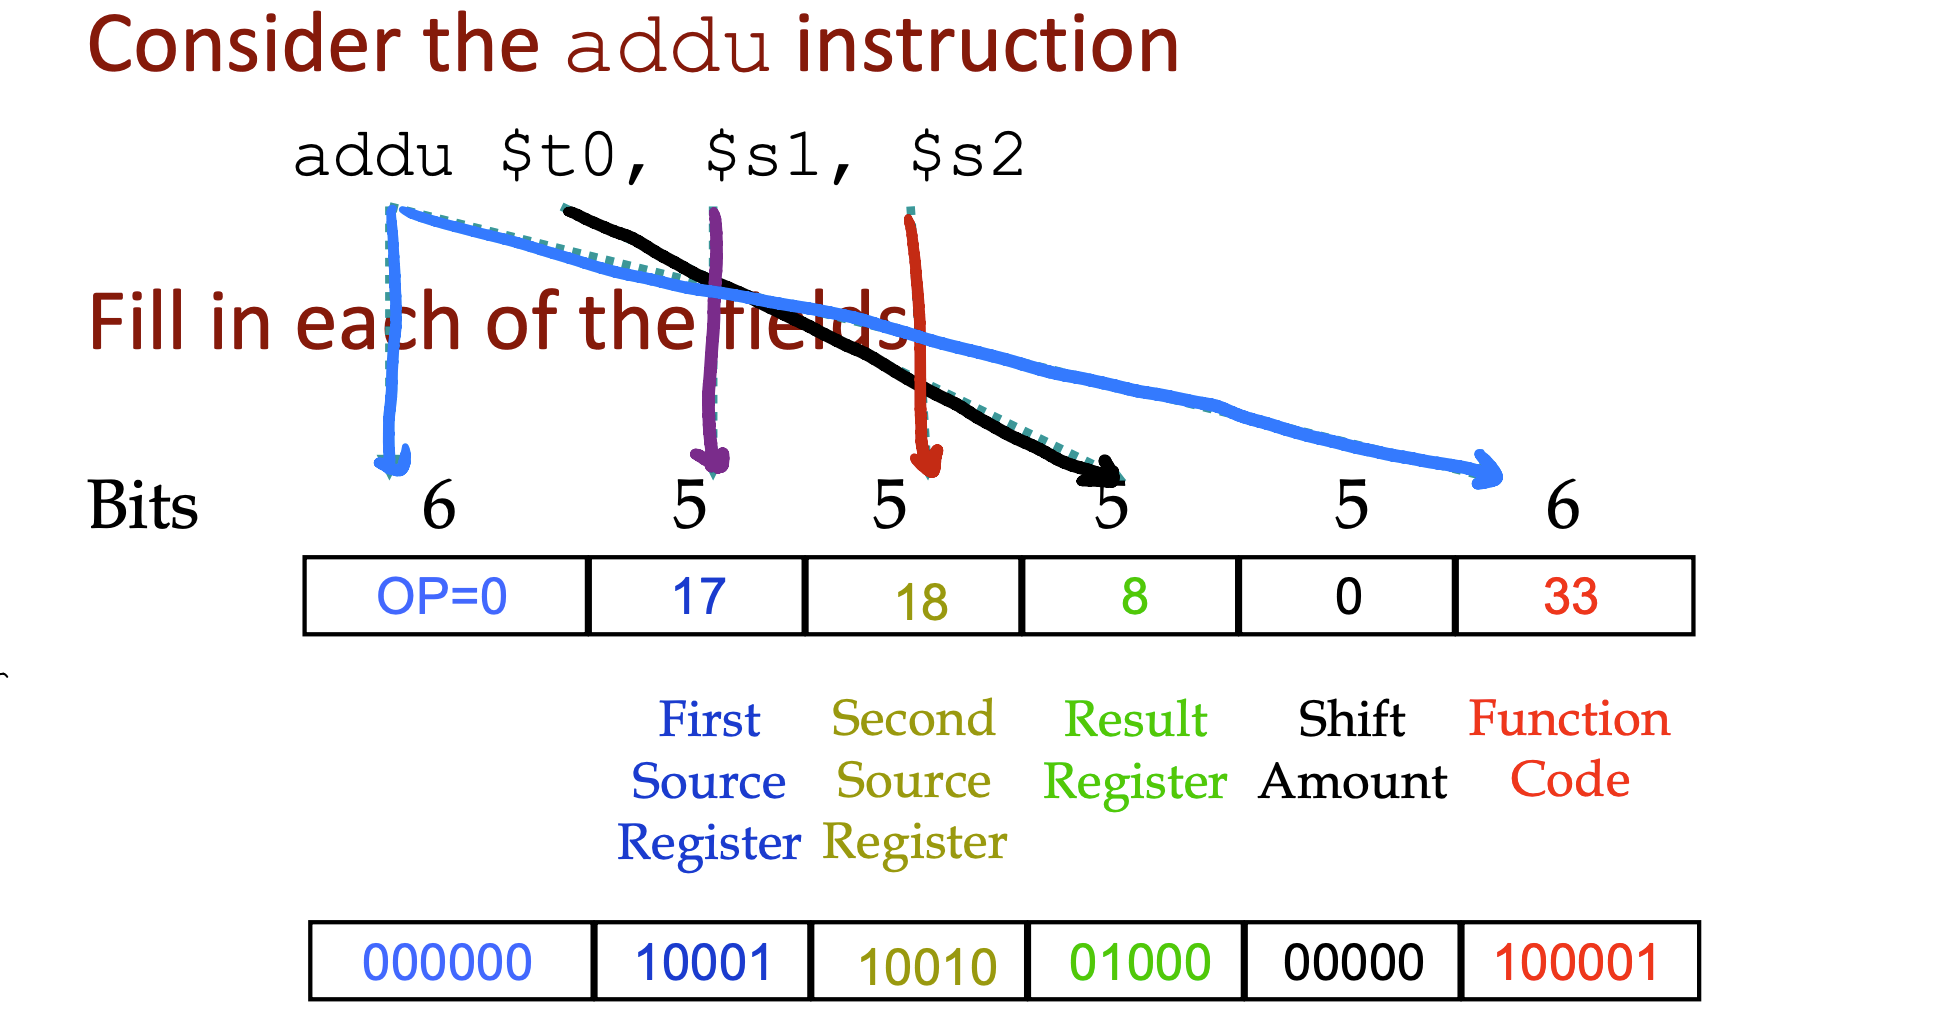 Consider the addu instruction
addu $t0, $s1, $s2
Fill in each of the fields
Bits 6 5 5 5 5 6
OP=0 17 18 8 0 33
First Second Result Shift Function
Source Source Register Amount Code
Register Register
000000 10001 10010 01000 00000 100001